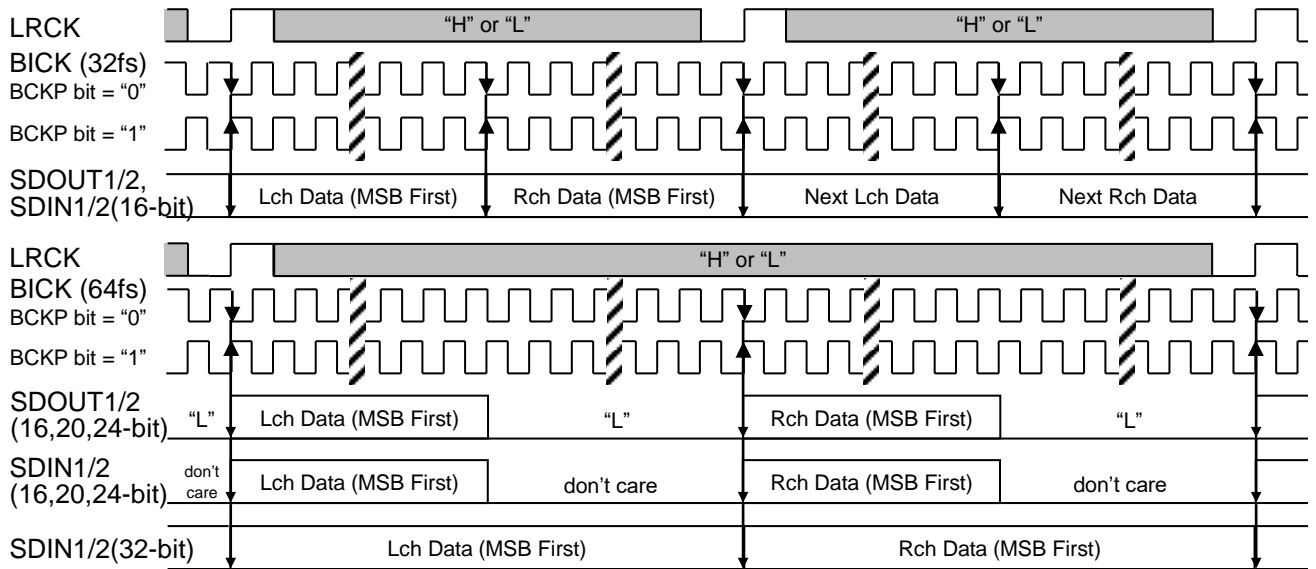 LRCK “H” or “L” “H” or “L”
BICK (32fs)
BCKP bit = “0”
BCKP bit = “1”
SDOUT1/2,
SDIN1/2(16-bit) Lch Data (MSB First) Rch Data (MSB First) Next Lch Data Next Rch Data
LRCK “H” or “L”
BICK (64fs)
BCKP bit = “0”
BCKP bit = “1”
SDOUT1/2
(16,20,24-bit) “L” Lch Data (MSB First) “L” Rch Data (MSB First) “L”
SDIN1/2
(16,20,24-bit) don’t care Lch Data (MSB First) don’t care Rch Data (MSB First) don’t care
SDIN1/2(32-bit) Lch Data (MSB First) Rch Data (MSB First)